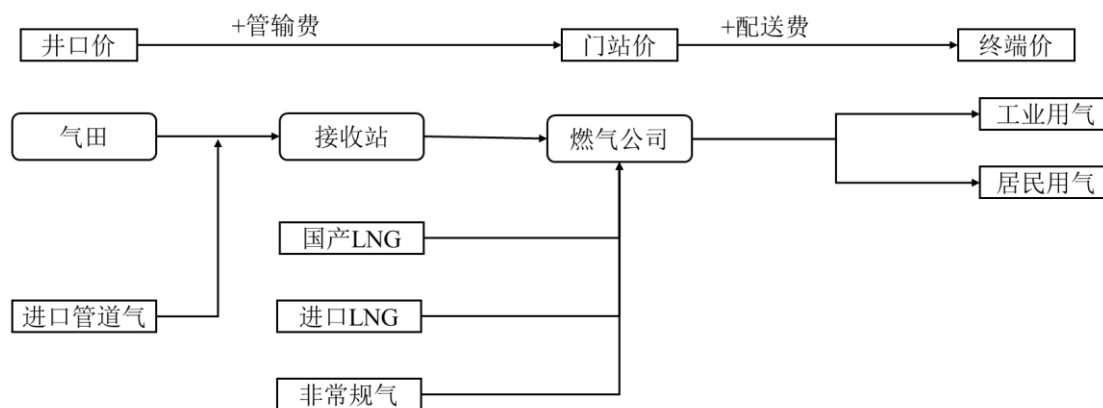 +管输费
+配送费
井口价
门站价
终端价
气田
接收站
燃气公司
工业用气
居民用气
国产LNG
进口管道气
进口LNG
非常规气